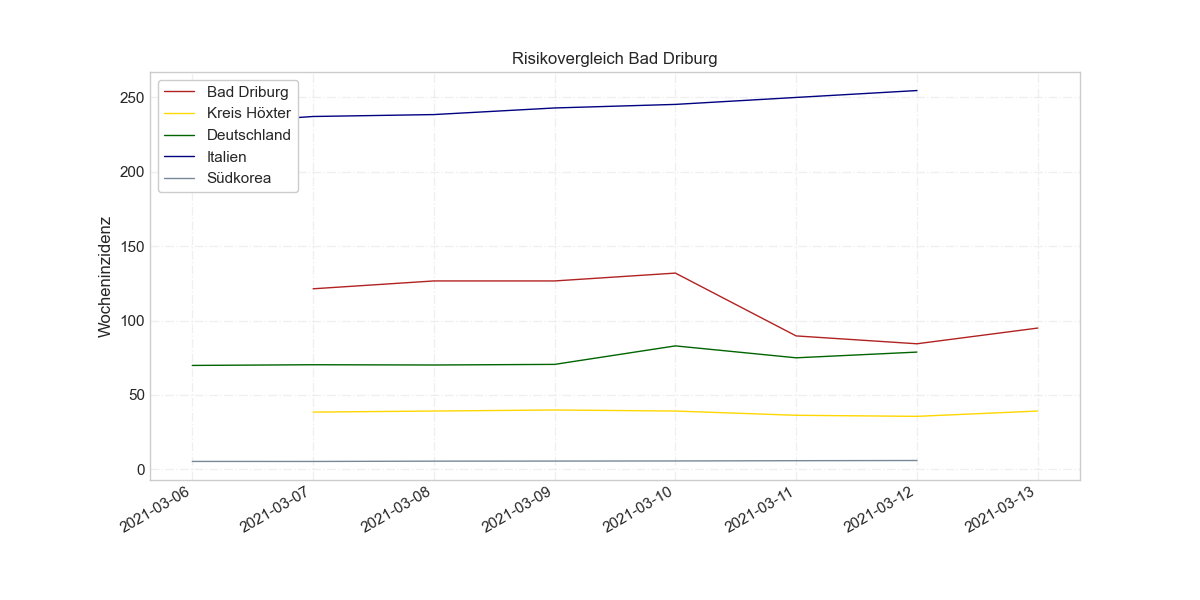 Risikovergleich Bad Driburg
Wocheninzidenz
250
200
150
100
50
0
Bad Driburg
Kreis Höxter
Deutschland
Italien
Südkorea
2021-03-06
2021-03-07
2021-03-08
2021-03-09
2021-03-10
2021-03-11
2021-03-12
2021-03-13